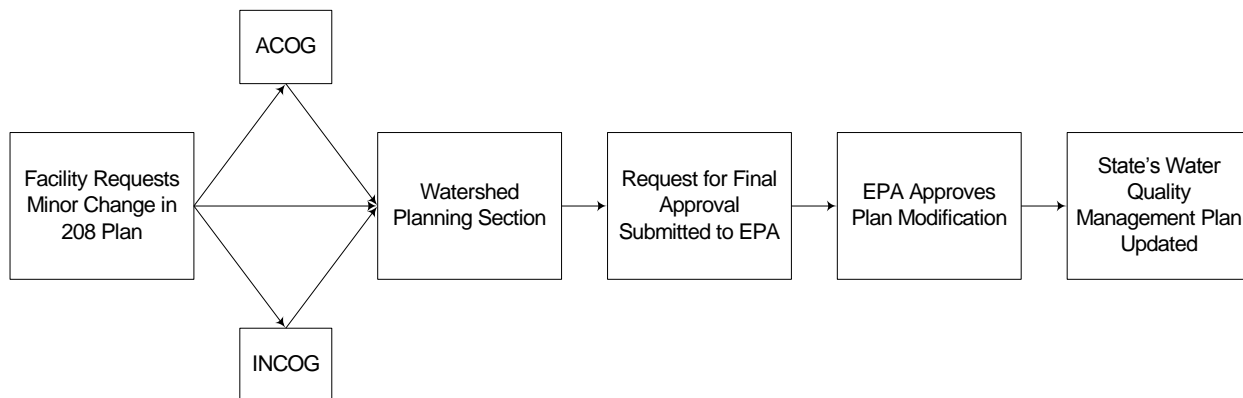 ACOG
Facility Requests
Minor Change in
208 Plan
Watershed
Planning Section
Request for Final
Approval
Submitted to EPA
EPA Approves
Plan Modification
State's Water
Quality
Management Plan
Updated
INCOG